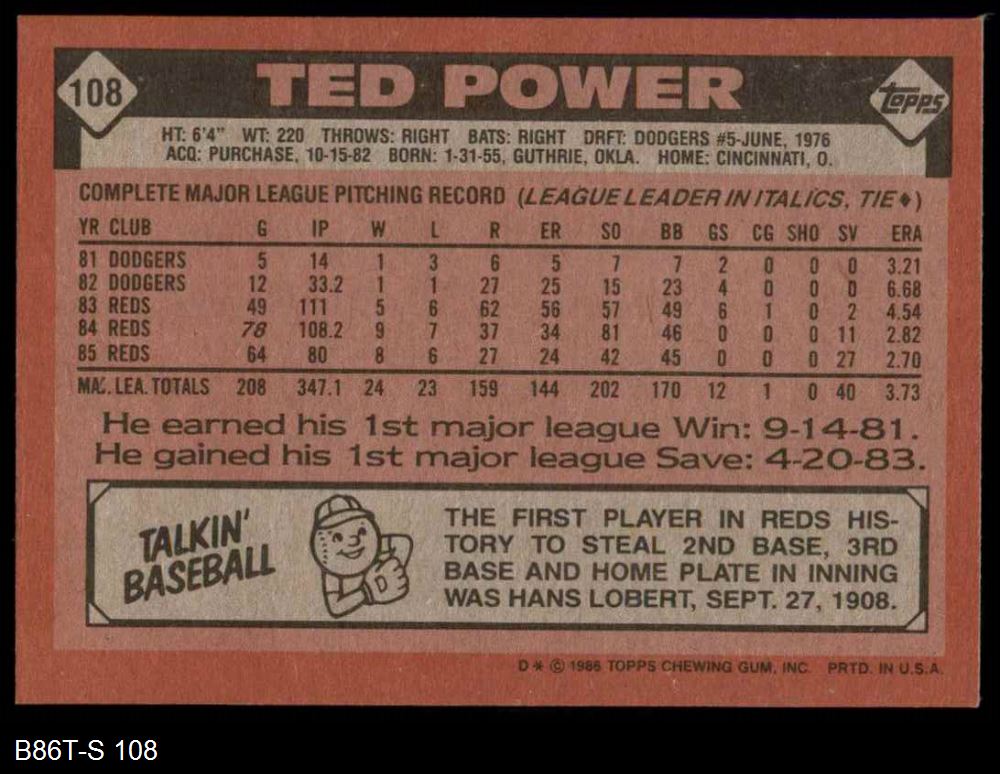 108
TED POWER
TOPPS
HT: 6'4" WT: 220 THROWS: RIGHT BATS: RIGHT DRFT: DODGERS #5-JUNE, 1976
ACQ: PURCHASE, 10-15-82 BORN: 1-31-55, GUTHRIE, OKLA. HOME: CINCINNATI, O.
COMPLETE MAJOR LEAGUE PITCHING RECORD (LEAGUE LEADER IN ITALICS, TIE♦)
YR CLUB G IP W L R ER SO BB GS CG SHO SV ERA
81 DODGERS 5 14 1 3 6 5 7 7 2 0 0 0 3.21
82 DODGERS 12 33.2 1 1 27 25 15 23 4 0 0 0 6.68
83 REDS 49 111 5 6 62 56 57 49 6 1 0 2 4.54
84 REDS 78 108.2 9 7 37 34 81 46 0 0 0 11 2.82
85 REDS 64 80 8 6 27 24 42 45 0 0 0 27 2.70
MAJ. LEA. TOTALS 208 347.1 24 23 159 144 202 170 12 1 0 40 3.73
He earned his 1st major league Win: 9-14-81.
He gained his 1st major league Save: 4-20-83.
TALKIN'
BASEBALL
THE FIRST PLAYER IN REDS HIS-
TORY TO STEAL 2ND BASE, 3RD
BASE AND HOME PLATE IN INNING
WAS HANS LOBERT, SEPT. 27, 1908.
D * © 1986 TOPPS CHEWING GUM, INC. PRTD. IN U.S.A.
B86T-S 108